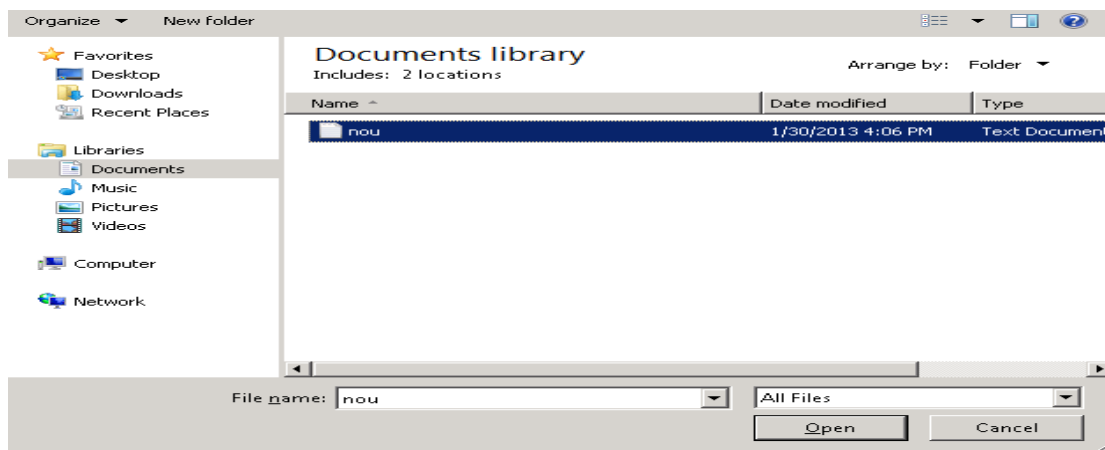 Organize New folder
Favorites
Desktop
Downloads
Recent Places
Libraries
Documents
Music
Pictures
Videos
Computer
Network
Documents library
Includes: 2 locations
Arrange by: Folder
Name Date modified Type
nou 1/30/2013 4:06 PM Text Document
File name: nou All Files
Open Cancel